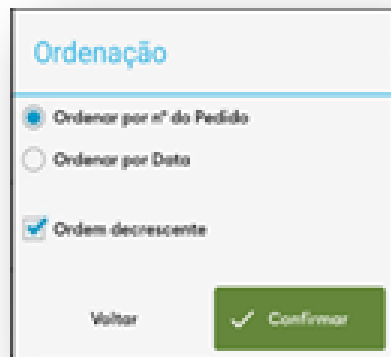 Ordenação
Ordenar por nº do Pedido
Ordenar por Data
Ordem decrescente
Voltar
Confirmar